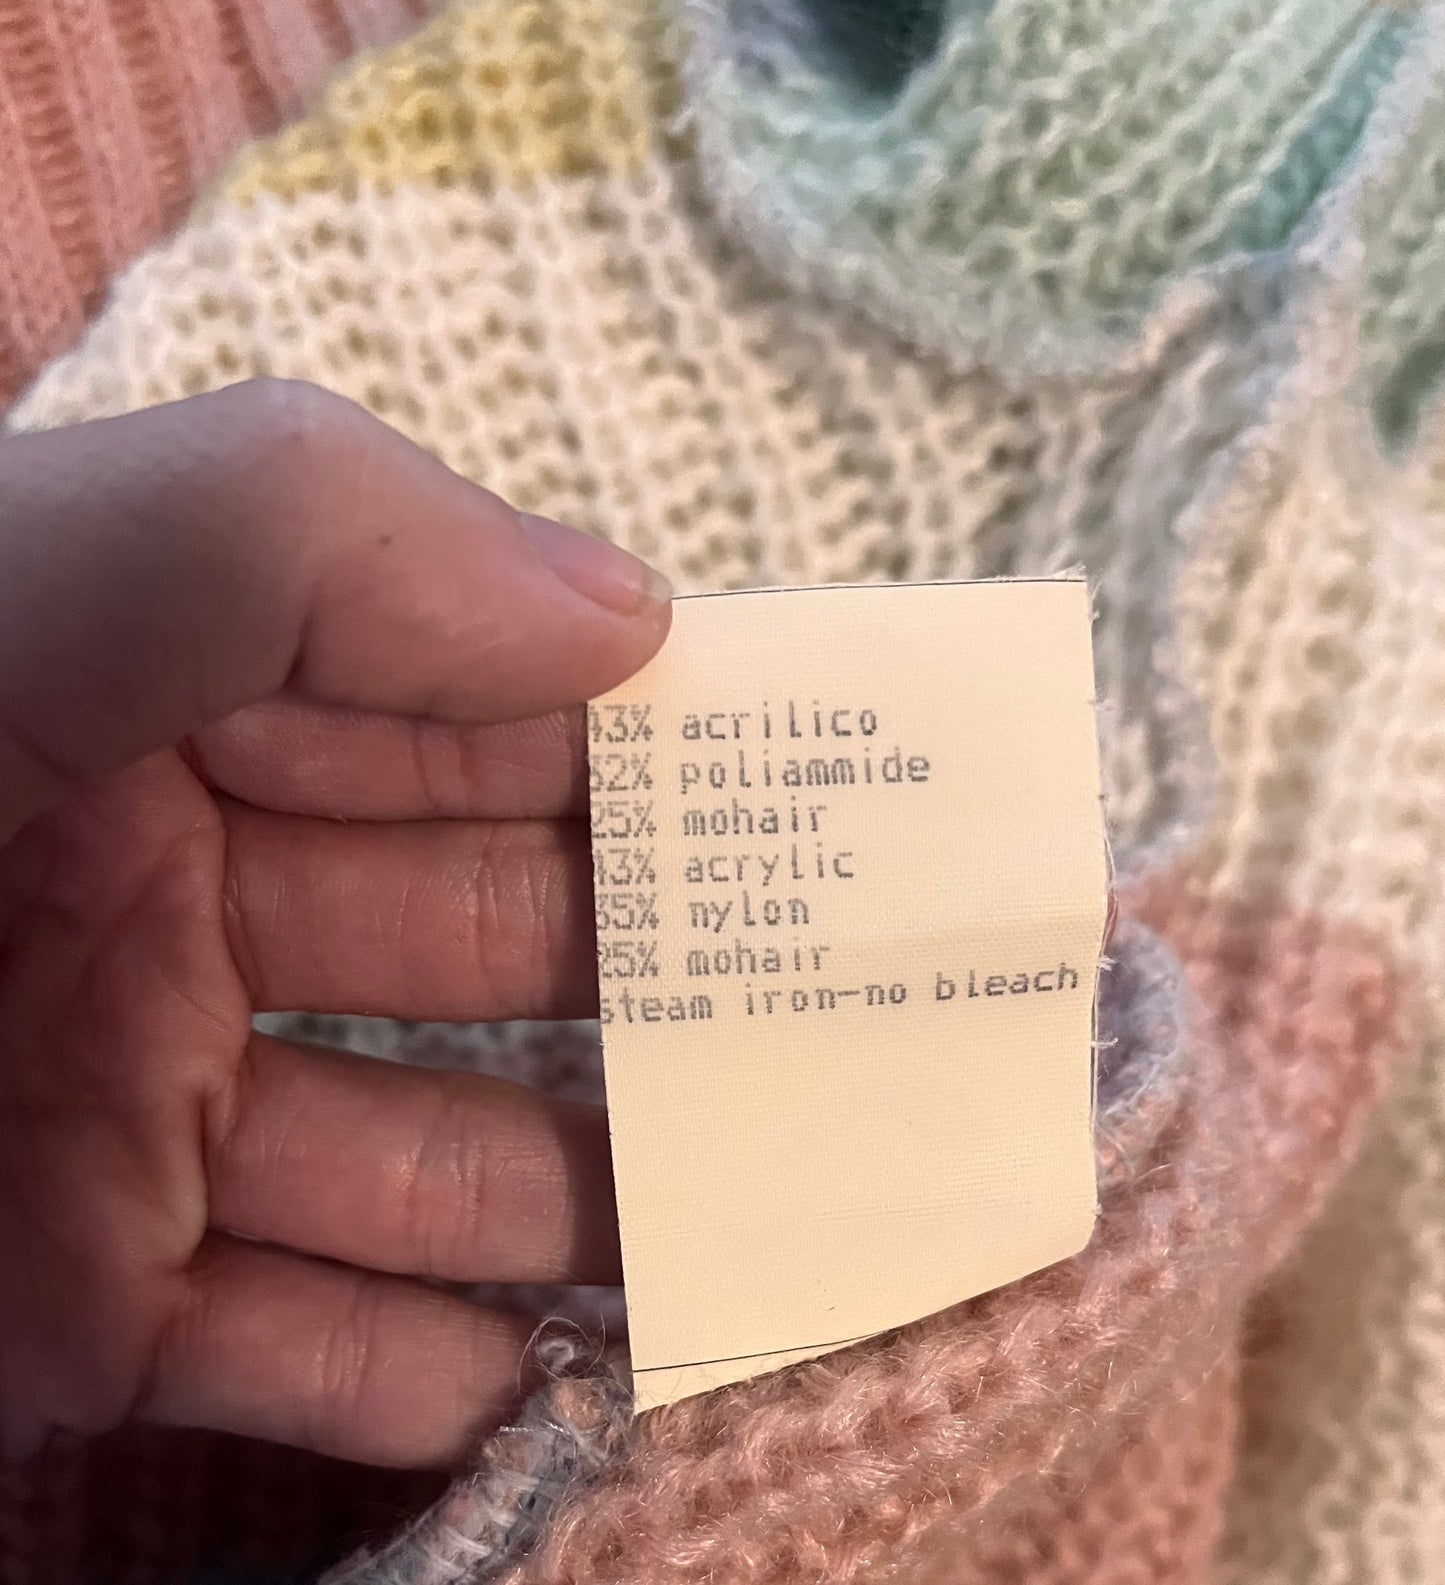 43% acrilico
32% poliammide
25% mohair
43% acrylic
35% nylon
25% mohair
steam iron-no bleach